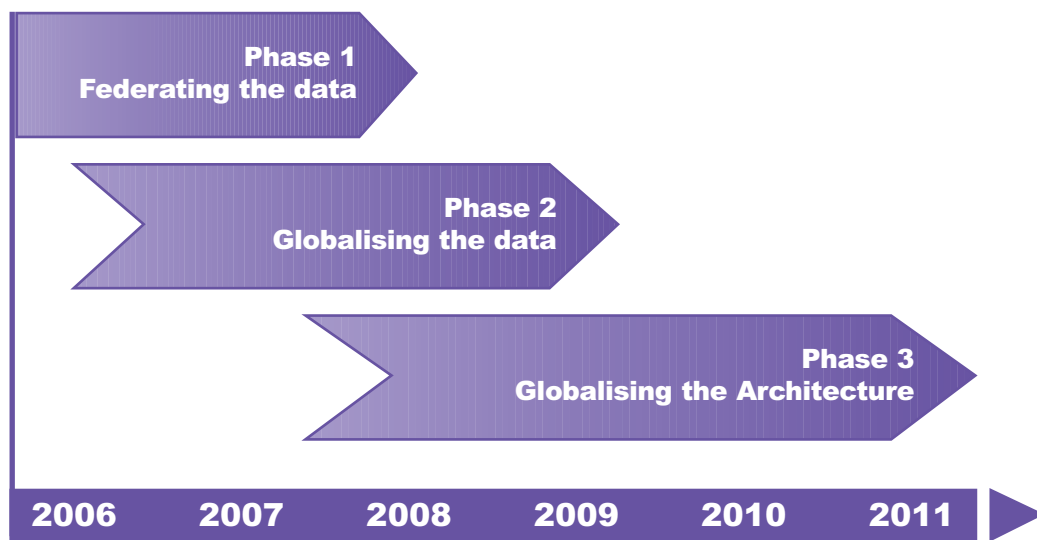 Phase 1
Federating the data
Phase 2
Globalising the data
Phase 3
Globalising the Architecture
2006 2007 2008 2009 2010 2011